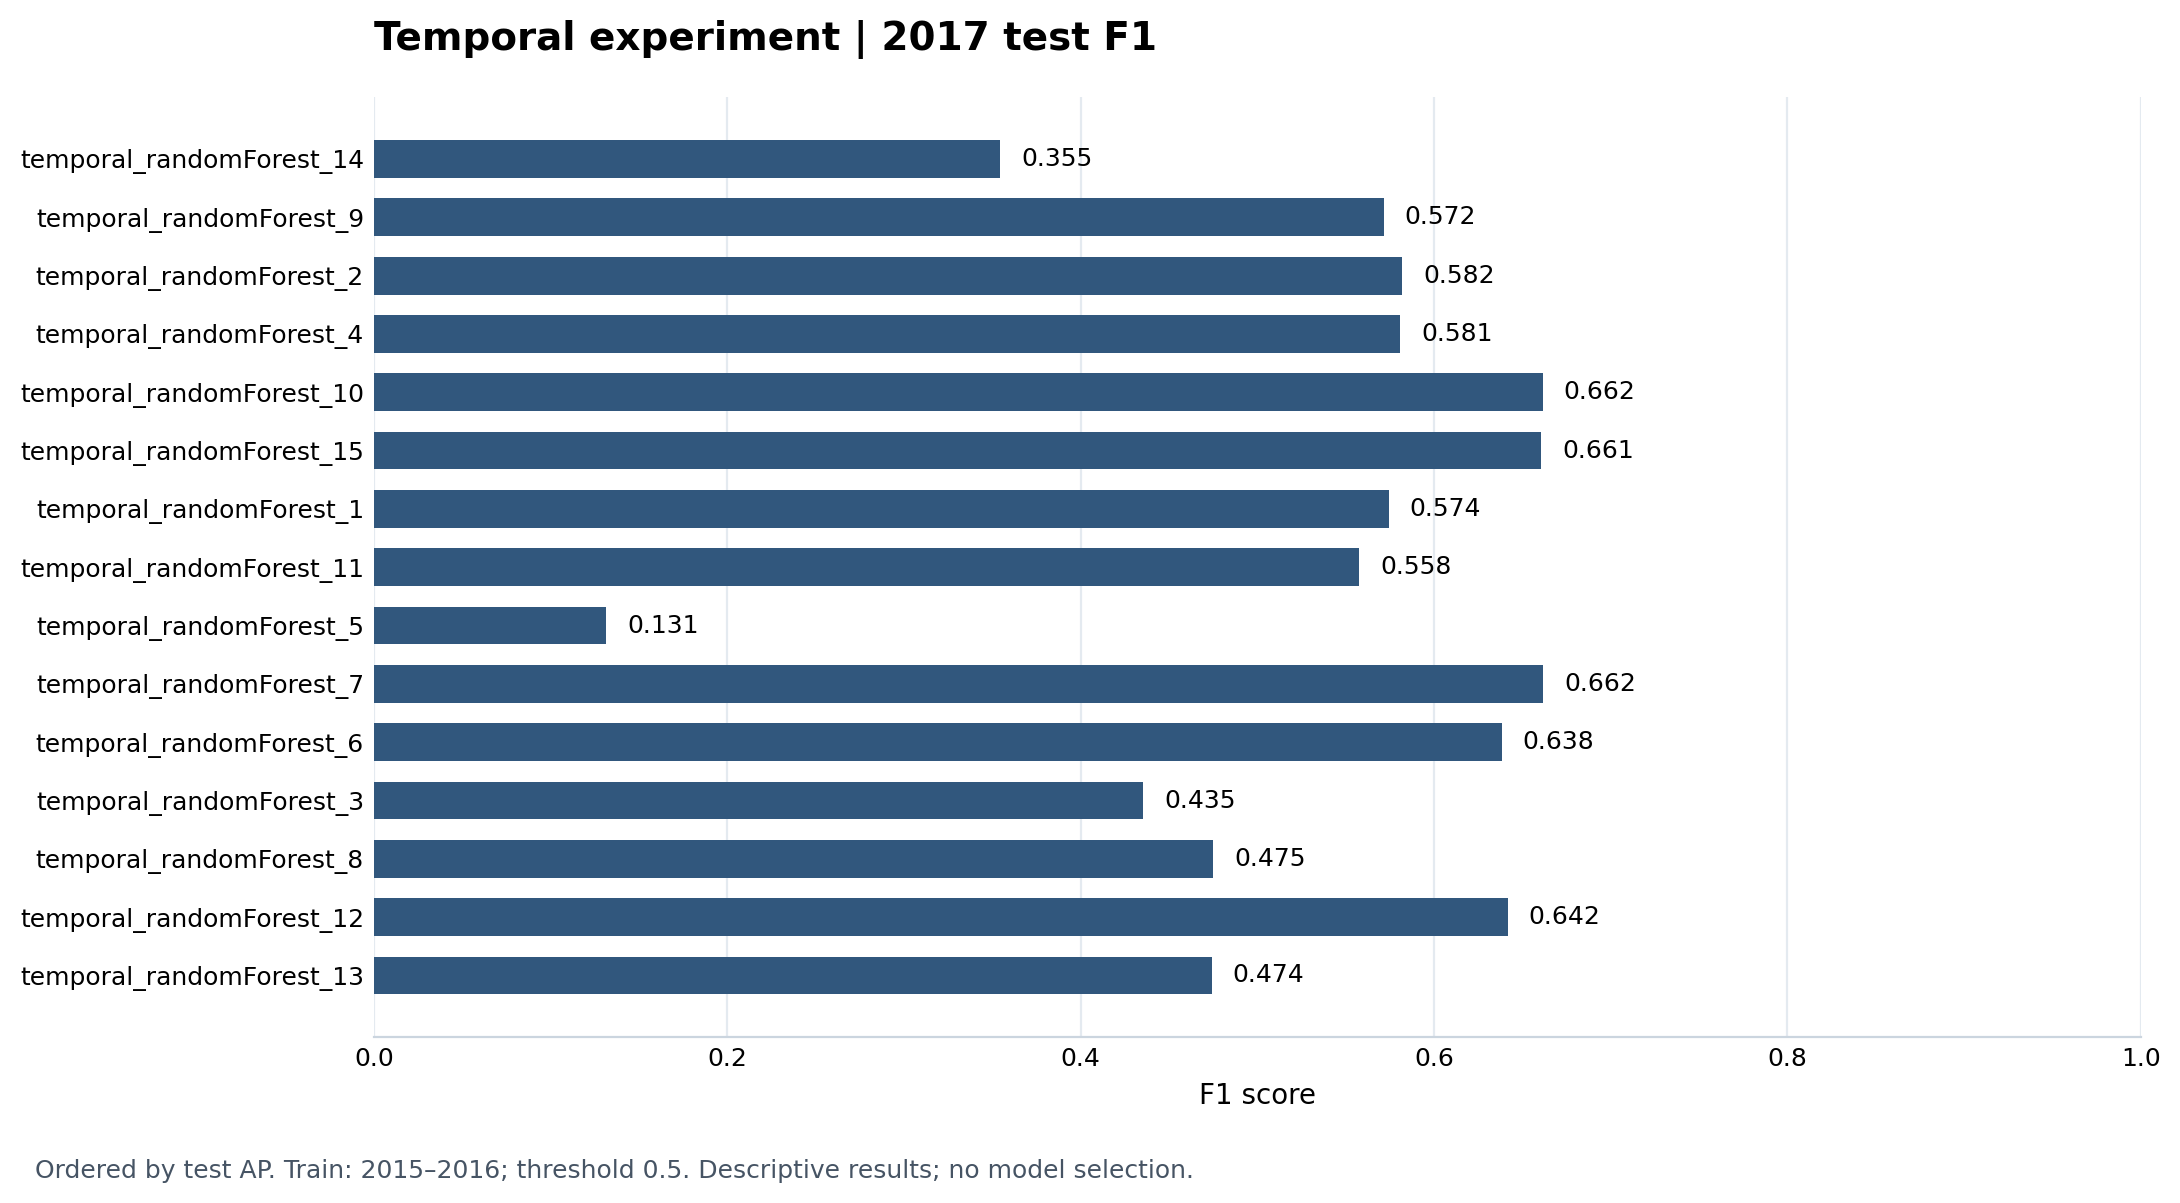 Temporal experiment | 2017 test F1
temporal_randomForest_14 0.355
temporal_randomForest_9 0.572
temporal_randomForest_2 0.582
temporal_randomForest_4 0.581
temporal_randomForest_10 0.662
temporal_randomForest_15 0.661
temporal_randomForest_1 0.574
temporal_randomForest_11 0.558
temporal_randomForest_5 0.131
temporal_randomForest_7 0.662
temporal_randomForest_6 0.638
temporal_randomForest_3 0.435
temporal_randomForest_8 0.475
temporal_randomForest_12 0.642
temporal_randomForest_13 0.474
0.0 0.2 0.4 0.6 0.8 1.0
F1 score
Ordered by test AP. Train: 2015–2016; threshold 0.5. Descriptive results; no model selection.